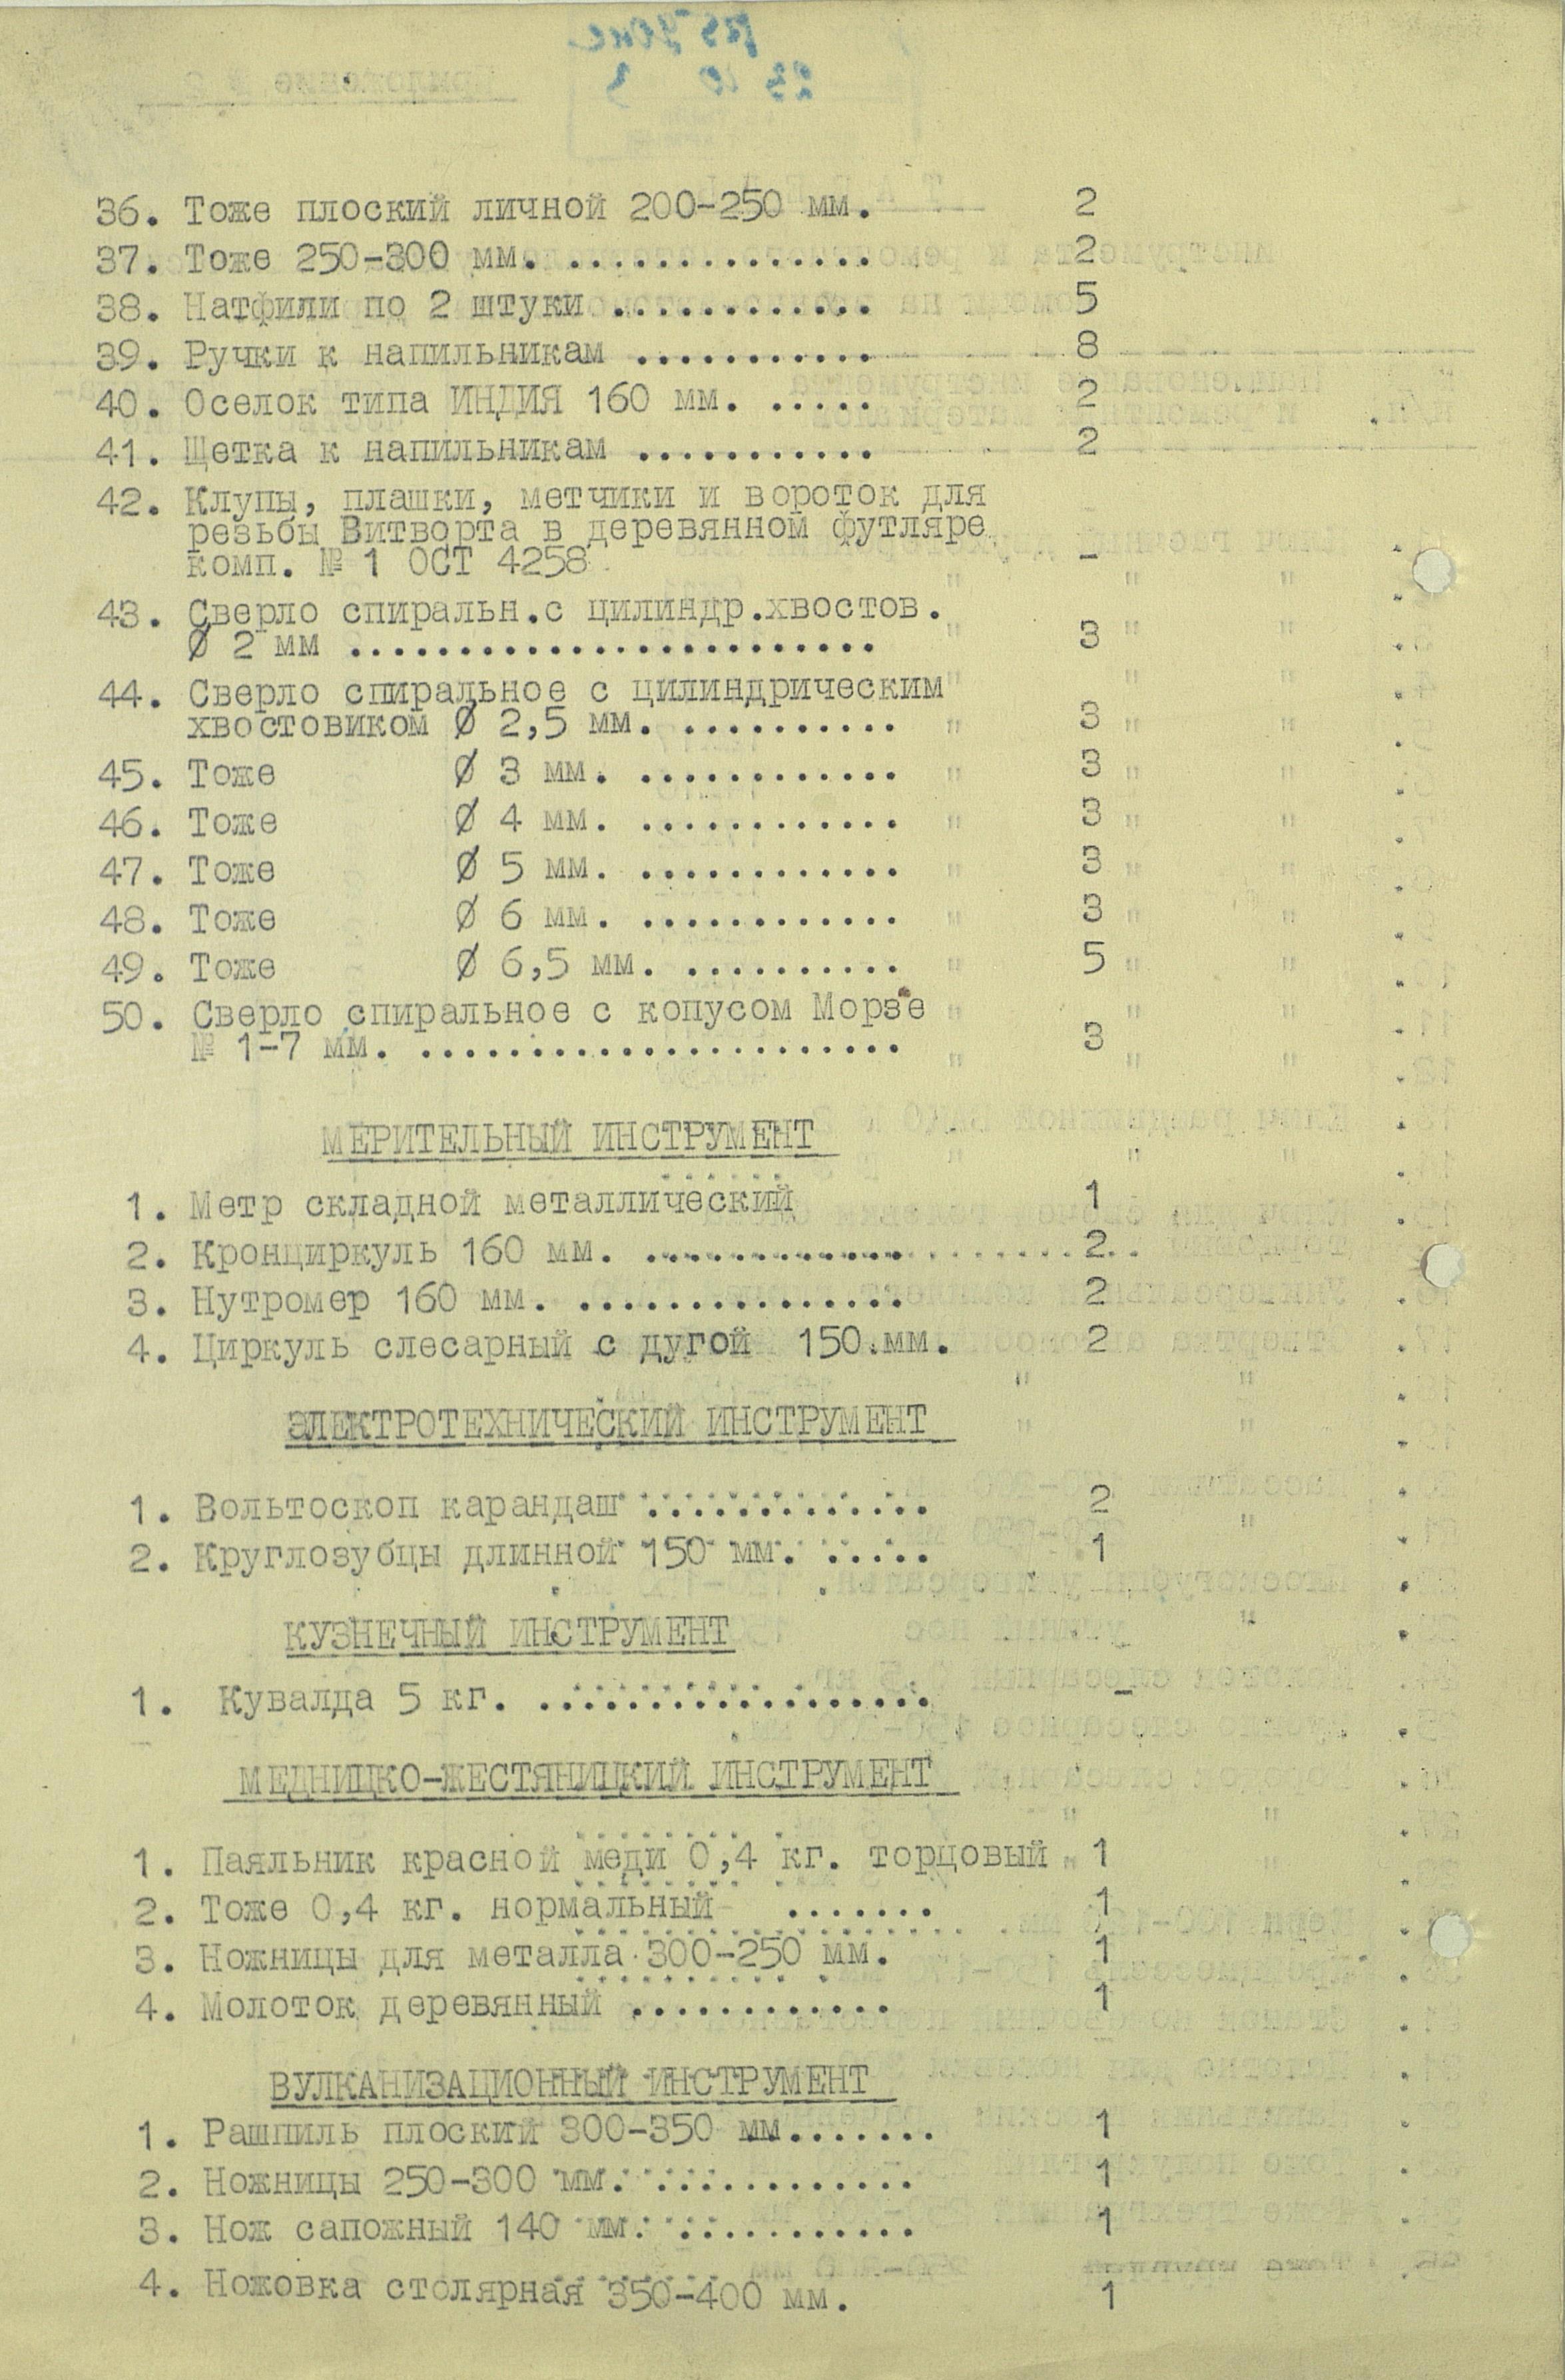 36. Тоже плоский личной 200-250 мм. 2
37. Тоже 250-300 мм. .............. 2
38. Натфили по 2 штуки ............ 5
39. Ручки к напильникам ........... 8
40. Оселок типа ИНДИЯ 160 мм. ..... 2
41. Щетка к напильникам ........... 2
42. Клупы, плашки, метчики и вороток для
резьбы Витворта в деревянном футляре
комп. № 1 ОСТ 4258 -
43. Сверло спиральн.с цилиндр.хвостов.
Ø 2 мм ........................ 3
44. Сверло спиральное с цилиндрическим
хвостовиком Ø 2,5 мм. .......... 3
45. Тоже Ø 3 мм. ............ 3
46. Тоже Ø 4 мм. ............ 3
47. Тоже Ø 5 мм. ............ 3
48. Тоже Ø 6 мм. ............ 3
49. Тоже Ø 6,5 мм. .......... 5
50. Сверло спиральное с копусом Морзе
№ 1-7 мм. ...................... 3
МЕРИТЕЛЬНЫЙ ИНСТРУМЕНТ
1. Метр складной металлический 1
2. Кронциркуль 160 мм. ............ 2
3. Нутромер 160 мм. ............... 2
4. Циркуль слесарный с дугой 150.мм. 2
ЭЛЕКТРОТЕХНИЧЕСКИЙ ИНСТРУМЕНТ
1. Вольтоскоп карандаш ............. 2
2. Круглозубцы длинной 150 мм. ..... 1
КУЗНЕЧНЫЙ ИНСТРУМЕНТ
1. Кувалда 5 кг. .................. -
МЕДНИЦКО-ЖЕСТЯНИЦКИЙ ИНСТРУМЕНТ
1. Паяльник красной меди 0,4 кг. торцовый 1
2. Тоже 0,4 кг. нормальный ....... 1
3. Ножницы для металла 300-250 мм. 1
4. Молоток деревянный ............ 1
ВУЛКАНИЗАЦИОННЫЙ ИНСТРУМЕНТ
1. Рашпиль плоский 300-350 мм....... 1
2. Ножницы 250-300 мм. ............ 1
3. Нож сапожный 140 мм. ........... 1
4. Ножовка столярная 350-400 мм. 1